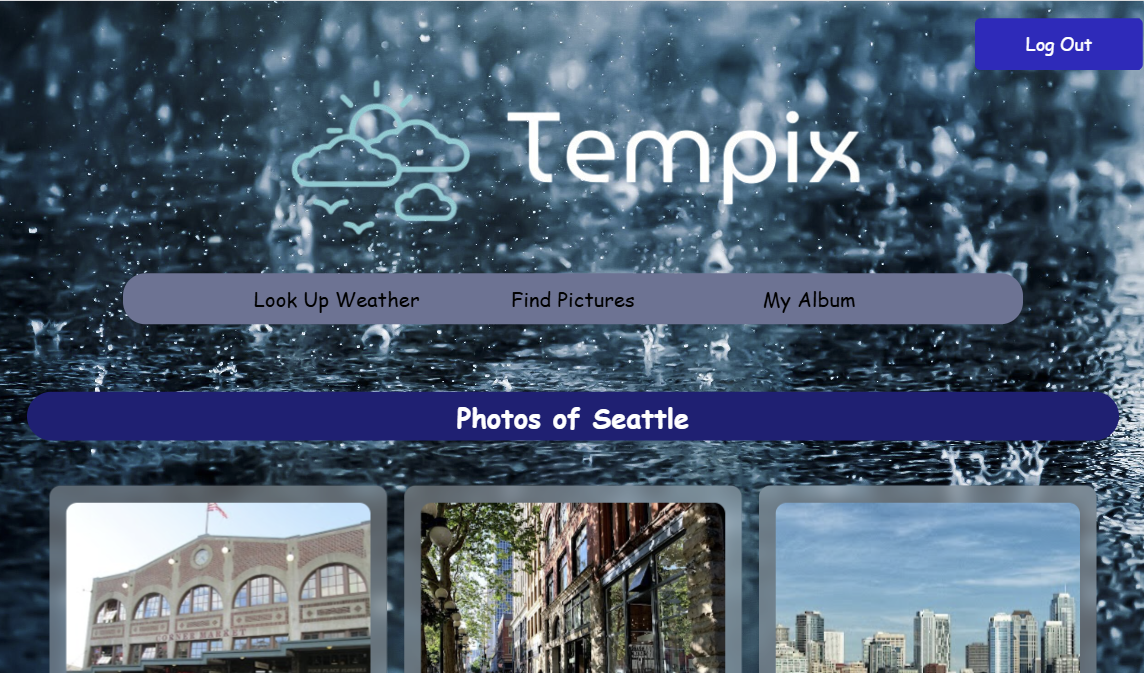 Log Out
Tempix
Look Up Weather Find Pictures My Album
Photos of Seattle